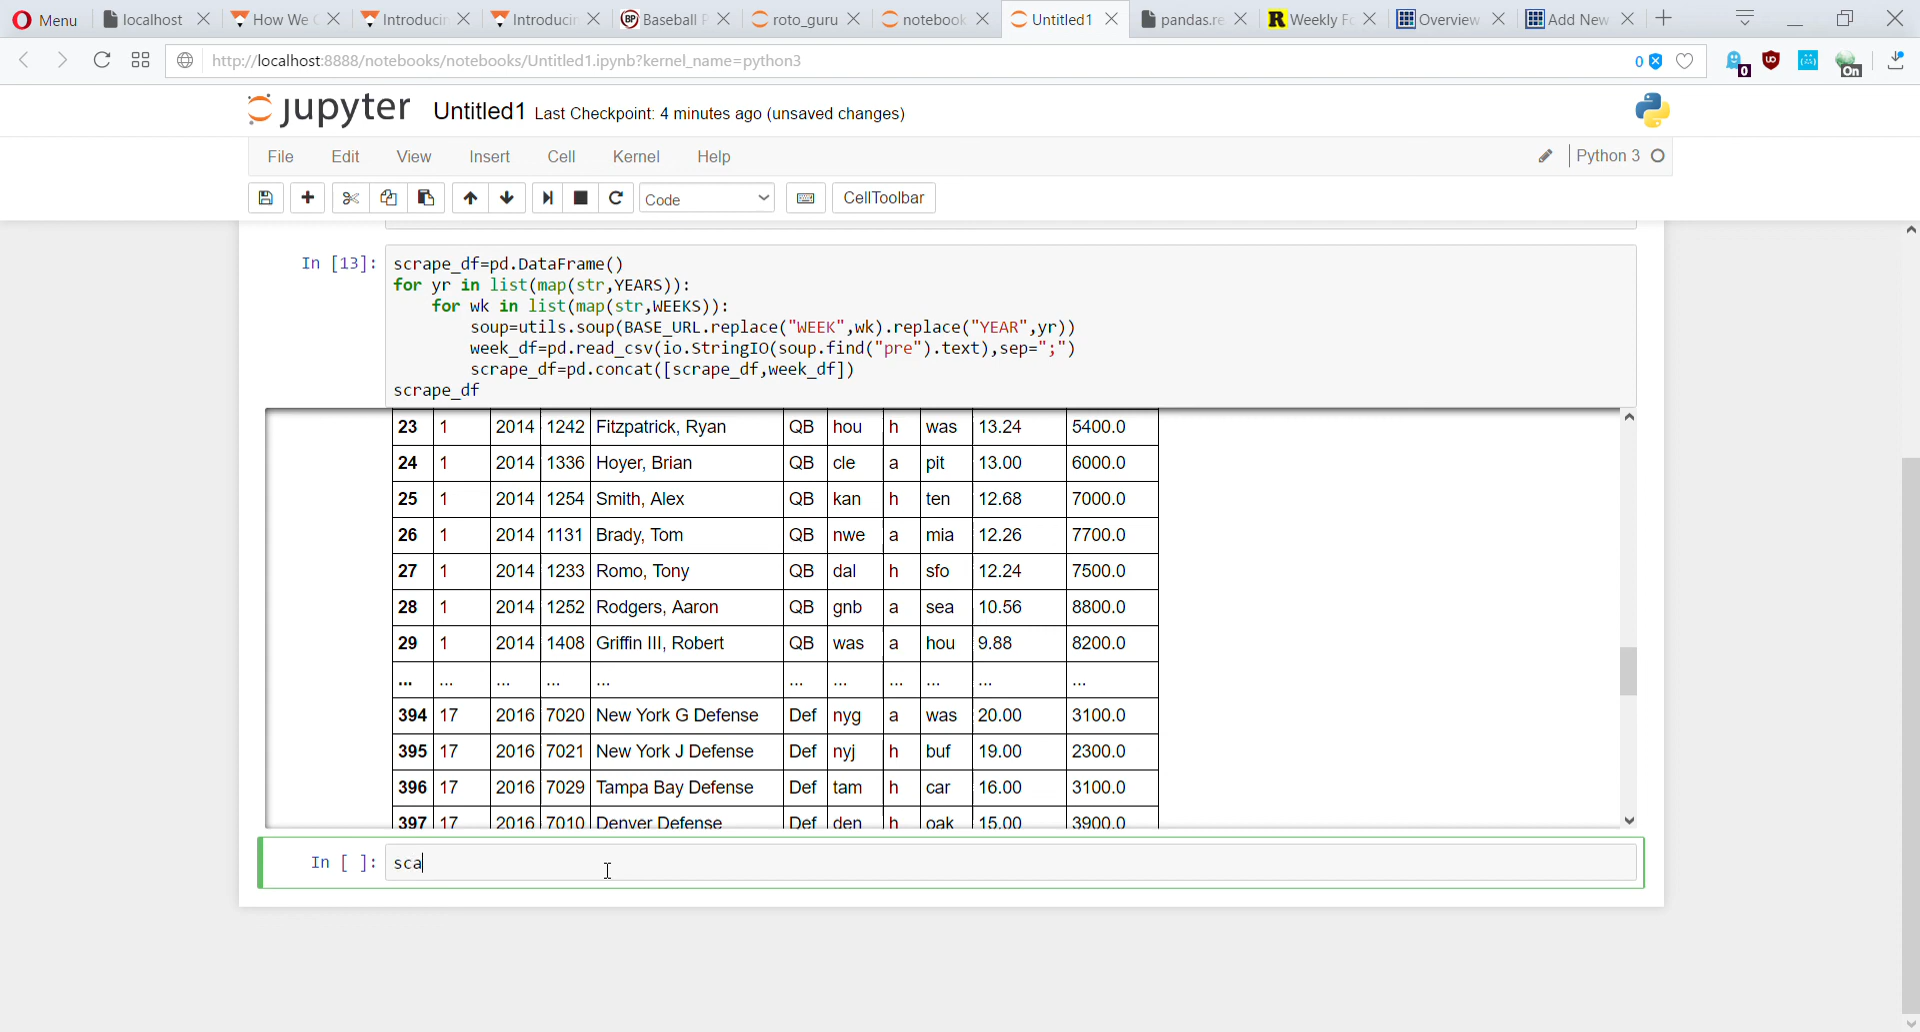 Menu localhost How We Introducin Introducin Baseball P roto_guru notebook Untitled1 pandas.re Weekly Fo Overview Add New
http://localhost:8888/notebooks/notebooks/Untitled1.ipynb?kernel_name=python3 0 0 On
jupyter Untitled1 Last Checkpoint: 4 minutes ago (unsaved changes)
File Edit View Insert Cell Kernel Help Python 3
Code CellToolbar
In [13]: scrape_df=pd.DataFrame()
for yr in list(map(str,YEARS)):
for wk in list(map(str,WEEKS)):
soup=utils.soup(BASE_URL.replace("WEEK",wk).replace("YEAR",yr))
week_df=pd.read_csv(io.StringIO(soup.find("pre").text),sep=";")
scrape_df=pd.concat([scrape_df,week_df])
scrape_df
23 1 2014 1242 Fitzpatrick, Ryan QB hou h was 13.24 5400.0
24 1 2014 1336 Hoyer, Brian QB cle a pit 13.00 6000.0
25 1 2014 1254 Smith, Alex QB kan h ten 12.68 7000.0
26 1 2014 1131 Brady, Tom QB nwe a mia 12.26 7700.0
27 1 2014 1233 Romo, Tony QB dal h sfo 12.24 7500.0
28 1 2014 1252 Rodgers, Aaron QB gnb a sea 10.56 8800.0
29 1 2014 1408 Griffin III, Robert QB was a hou 9.88 8200.0
... ... ... ... ... ... ... ... ... ... ...
394 17 2016 7020 New York G Defense Def nyg a was 20.00 3100.0
395 17 2016 7021 New York J Defense Def nyj h buf 19.00 2300.0
396 17 2016 7029 Tampa Bay Defense Def tam h car 16.00 3100.0
397 17 2016 7010 Denver Defense Def den h oak 15.00 3900.0
In [ ]: sca